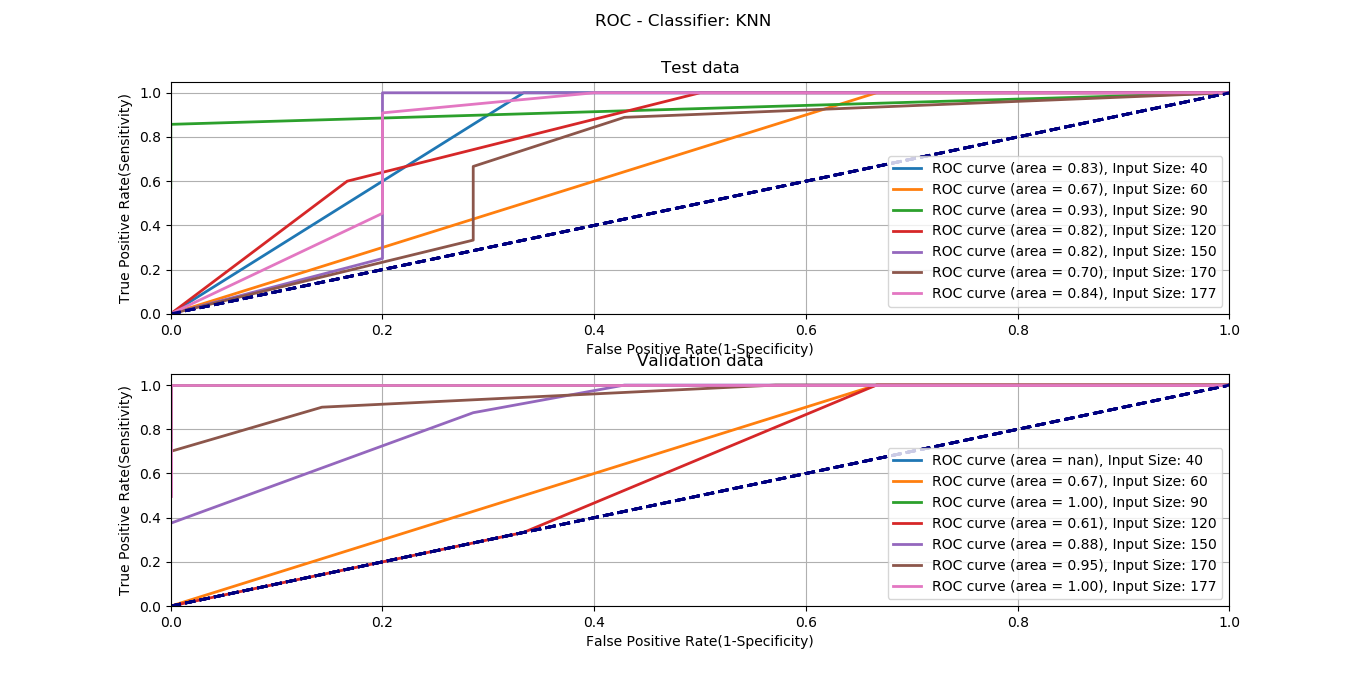 ROC - Classifier: KNN
Test data
True Positive Rate(Sensitivity)
1.0
0.8
0.6
0.4
0.2
0.0
ROC curve (area = 0.83), Input Size: 40
ROC curve (area = 0.67), Input Size: 60
ROC curve (area = 0.93), Input Size: 90
ROC curve (area = 0.82), Input Size: 120
ROC curve (area = 0.82), Input Size: 150
ROC curve (area = 0.70), Input Size: 170
ROC curve (area = 0.84), Input Size: 177
0.0 0.2 0.4 0.6 0.8 1.0
False Positive Rate(1-Specificity)
Validation data
True Positive Rate(Sensitivity)
1.0
0.8
0.6
0.4
0.2
0.0
ROC curve (area = nan), Input Size: 40
ROC curve (area = 0.67), Input Size: 60
ROC curve (area = 1.00), Input Size: 90
ROC curve (area = 0.61), Input Size: 120
ROC curve (area = 0.88), Input Size: 150
ROC curve (area = 0.95), Input Size: 170
ROC curve (area = 1.00), Input Size: 177
0.0 0.2 0.4 0.6 0.8 1.0
False Positive Rate(1-Specificity)